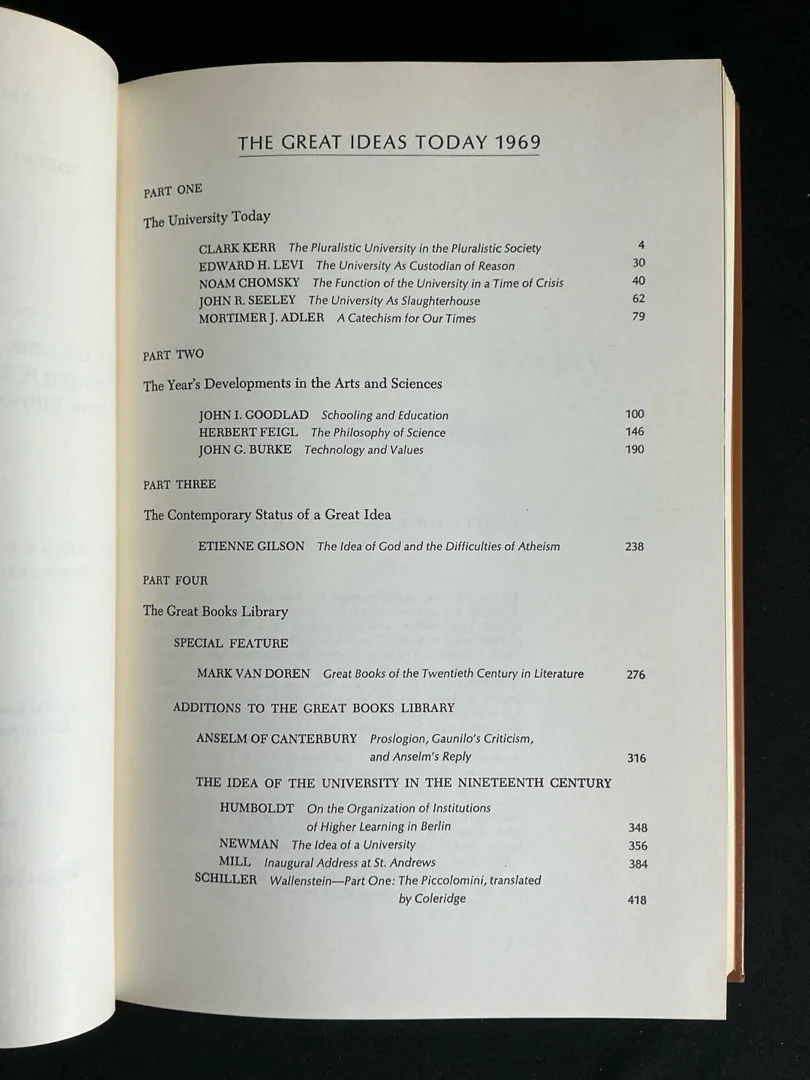 THE GREAT IDEAS TODAY 1969
PART ONE
The University Today
CLARK KERR The Pluralistic University in the Pluralistic Society 4
EDWARD H. LEVI The University As Custodian of Reason 30
NOAM CHOMSKY The Function of the University in a Time of Crisis 40
JOHN R. SEELEY The University As Slaughterhouse 62
MORTIMER J. ADLER A Catechism for Our Times 79
PART TWO
The Year's Developments in the Arts and Sciences
JOHN I. GOODLAD Schooling and Education 100
HERBERT FEIGL The Philosophy of Science 146
JOHN G. BURKE Technology and Values 190
PART THREE
The Contemporary Status of a Great Idea
ETIENNE GILSON The Idea of God and the Difficulties of Atheism 238
PART FOUR
The Great Books Library
SPECIAL FEATURE
MARK VAN DOREN Great Books of the Twentieth Century in Literature 276
ADDITIONS TO THE GREAT BOOKS LIBRARY
ANSELM OF CANTERBURY Proslogion, Gaunilo's Criticism,
and Anselm's Reply 316
THE IDEA OF THE UNIVERSITY IN THE NINETEENTH CENTURY
HUMBOLDT On the Organization of Institutions
of Higher Learning in Berlin 348
NEWMAN The Idea of a University 356
MILL Inaugural Address at St. Andrews 384
SCHILLER Wallenstein—Part One: The Piccolomini, translated
by Coleridge 418